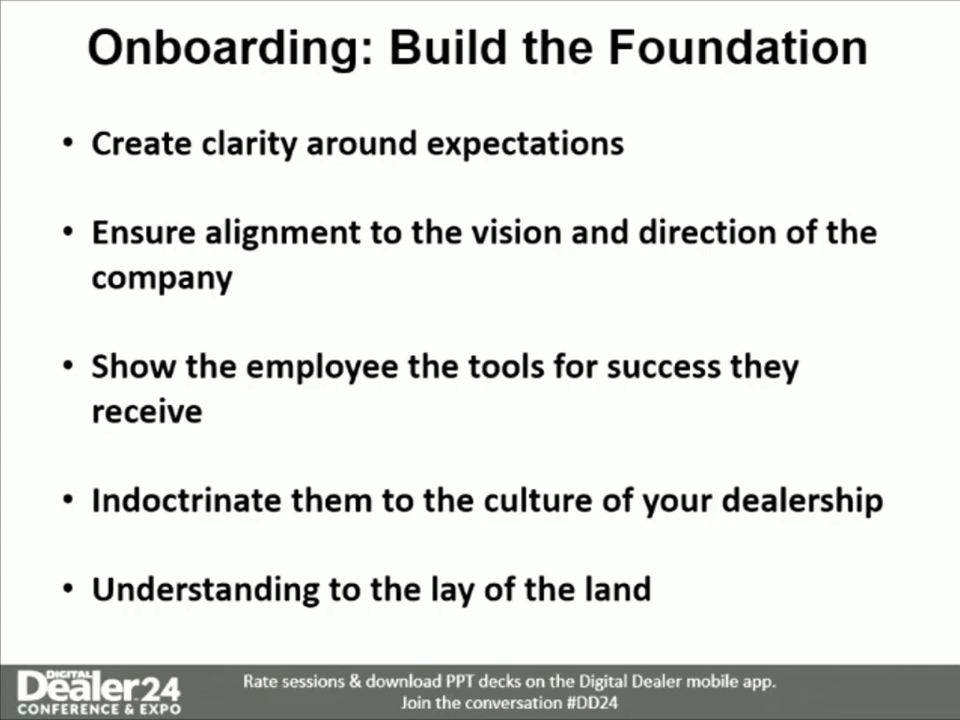 Onboarding: Build the Foundation
• Create clarity around expectations
• Ensure alignment to the vision and direction of the
company
• Show the employee the tools for success they
receive
• Indoctrinate them to the culture of your dealership
• Understanding to the lay of the land
DIGITAL
Dealer 24
CONFERENCE & EXPO
Rate sessions & download PPT decks on the Digital Dealer mobile app.
Join the conversation #DD24